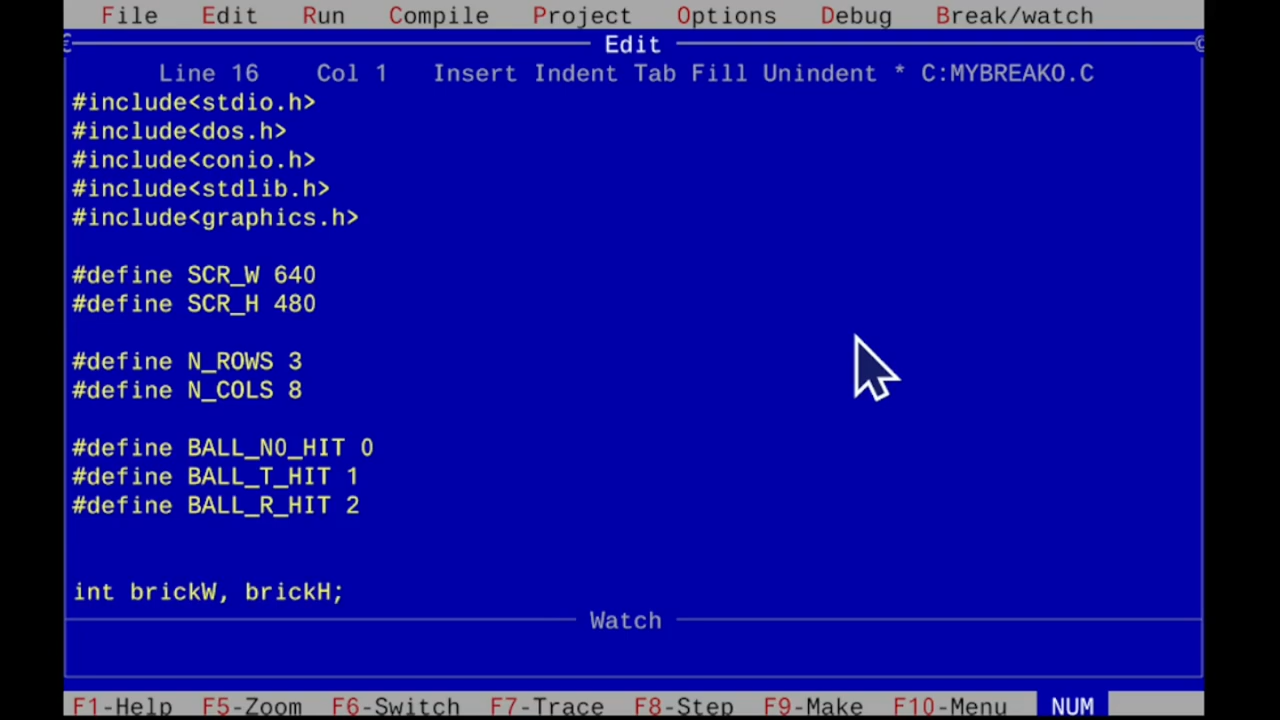 File Edit Run Compile Project Options Debug Break/watch
Edit
Line 16 Col 1 Insert Indent Tab Fill Unindent * C:MYBREAKO.C
#include<stdio.h>
#include<dos.h>
#include<conio.h>
#include<stdlib.h>
#include<graphics.h>
#define SCR_W 640
#define SCR_H 480
#define N_ROWS 3
#define N_COLS 8
#define BALL_NO_HIT 0
#define BALL_T_HIT 1
#define BALL_R_HIT 2
int brickW, brickH;
Watch
F1-Help F5-Zoom F6-Switch F7-Trace F8-Step F9-Make F10-Menu NUM